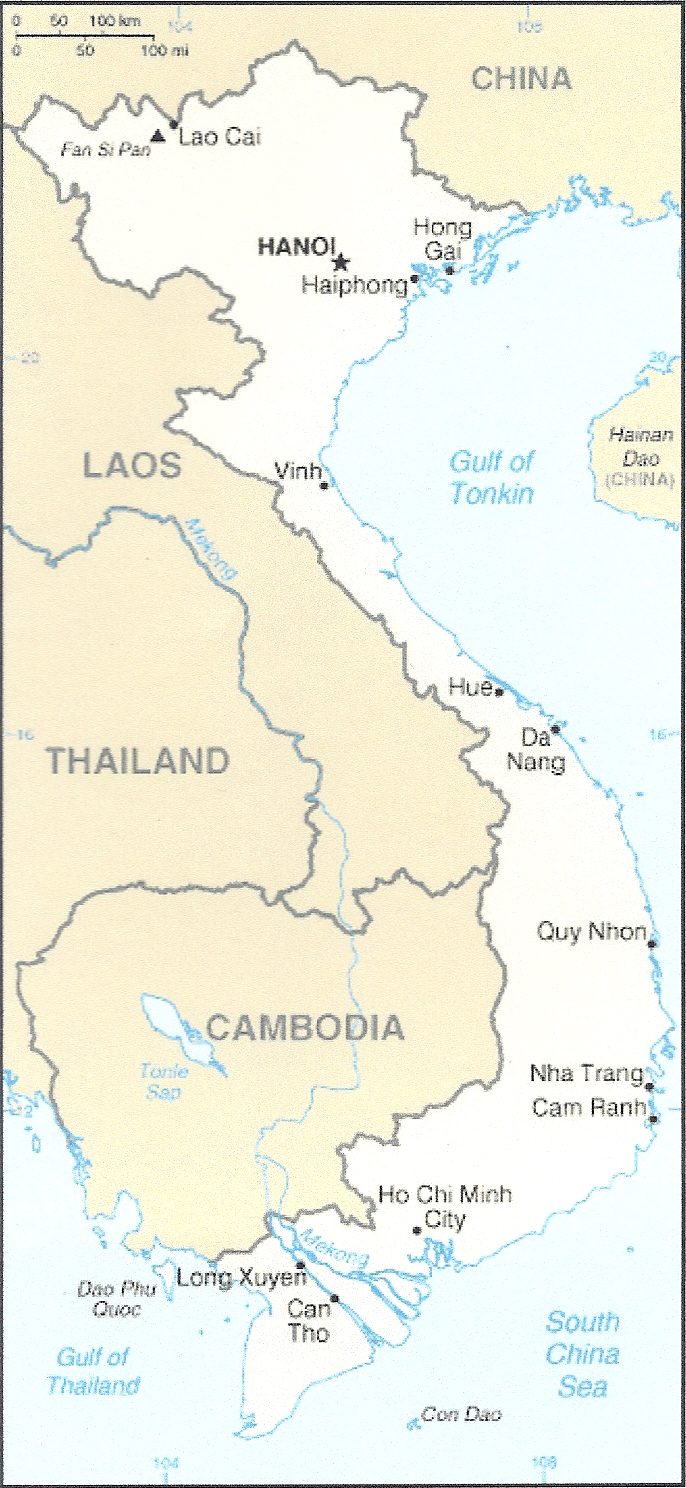 0 50 100 km
0 50 100 mi
104
108
CHINA
Lao Cai
Fan Si Pan
Hong
Gai
HANOI
Haiphong
20
20
Hainan
Dao
(CHINA)
LAOS
Vinh
Gulf of
Tonkin
Mekong
Hue
16
16
Da
Nang
THAILAND
Quy Nhon
CAMBODIA
Tonle
Sap
Nha Trang
Cam Ranh
12
Ho Chi Minh
City
Mekong
Long Xuyen
Dao Phu
Quoc
Can
Tho
South
China
Sea
Gulf of
Thailand
Con Dao
104
108